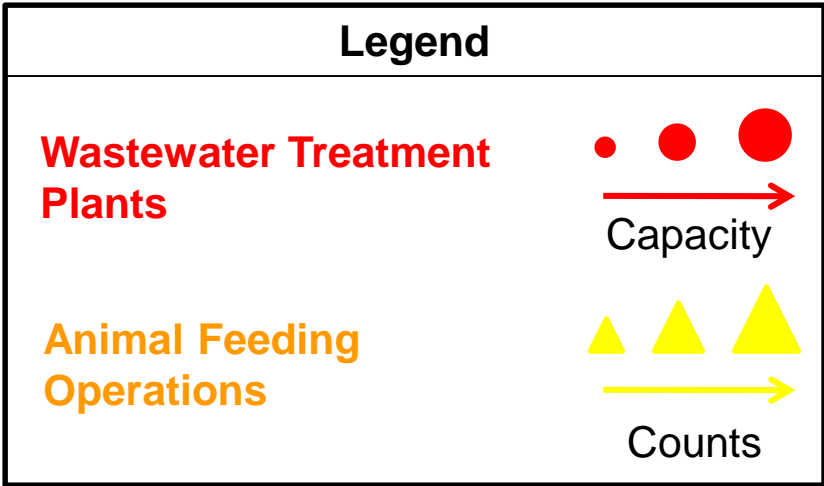 Legend
Wastewater Treatment
Plants
Capacity
Animal Feeding
Operations
Counts